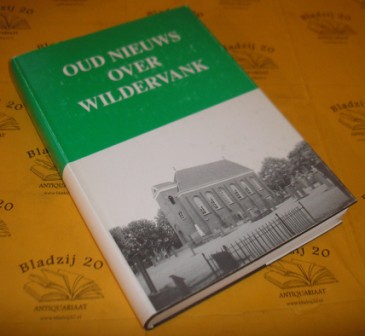 OUD NIEUWS
OVER
WILDERVANK
Bladzij 20
ANTIQUARIAAT
Bladzij 20
ANTIQUARIAAT
Bladzij 20
ANTIQUARIAAT